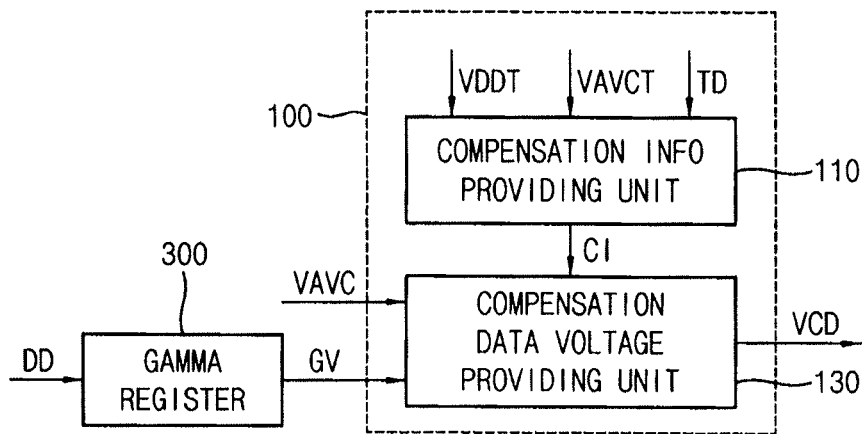 VDDT VAVCT TD
100
COMPENSATION INFO
PROVIDING UNIT
110
CI
300
VAVC
COMPENSATION
DATA VOLTAGE
PROVIDING UNIT
VCD
130
DD
GAMMA
REGISTER
GV